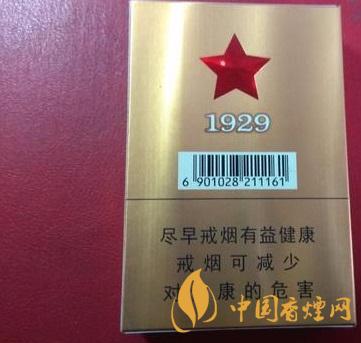 1929
6 901028 211161
尽早戒烟有益健康
戒烟可减少
对 康的危害
中国香烟网